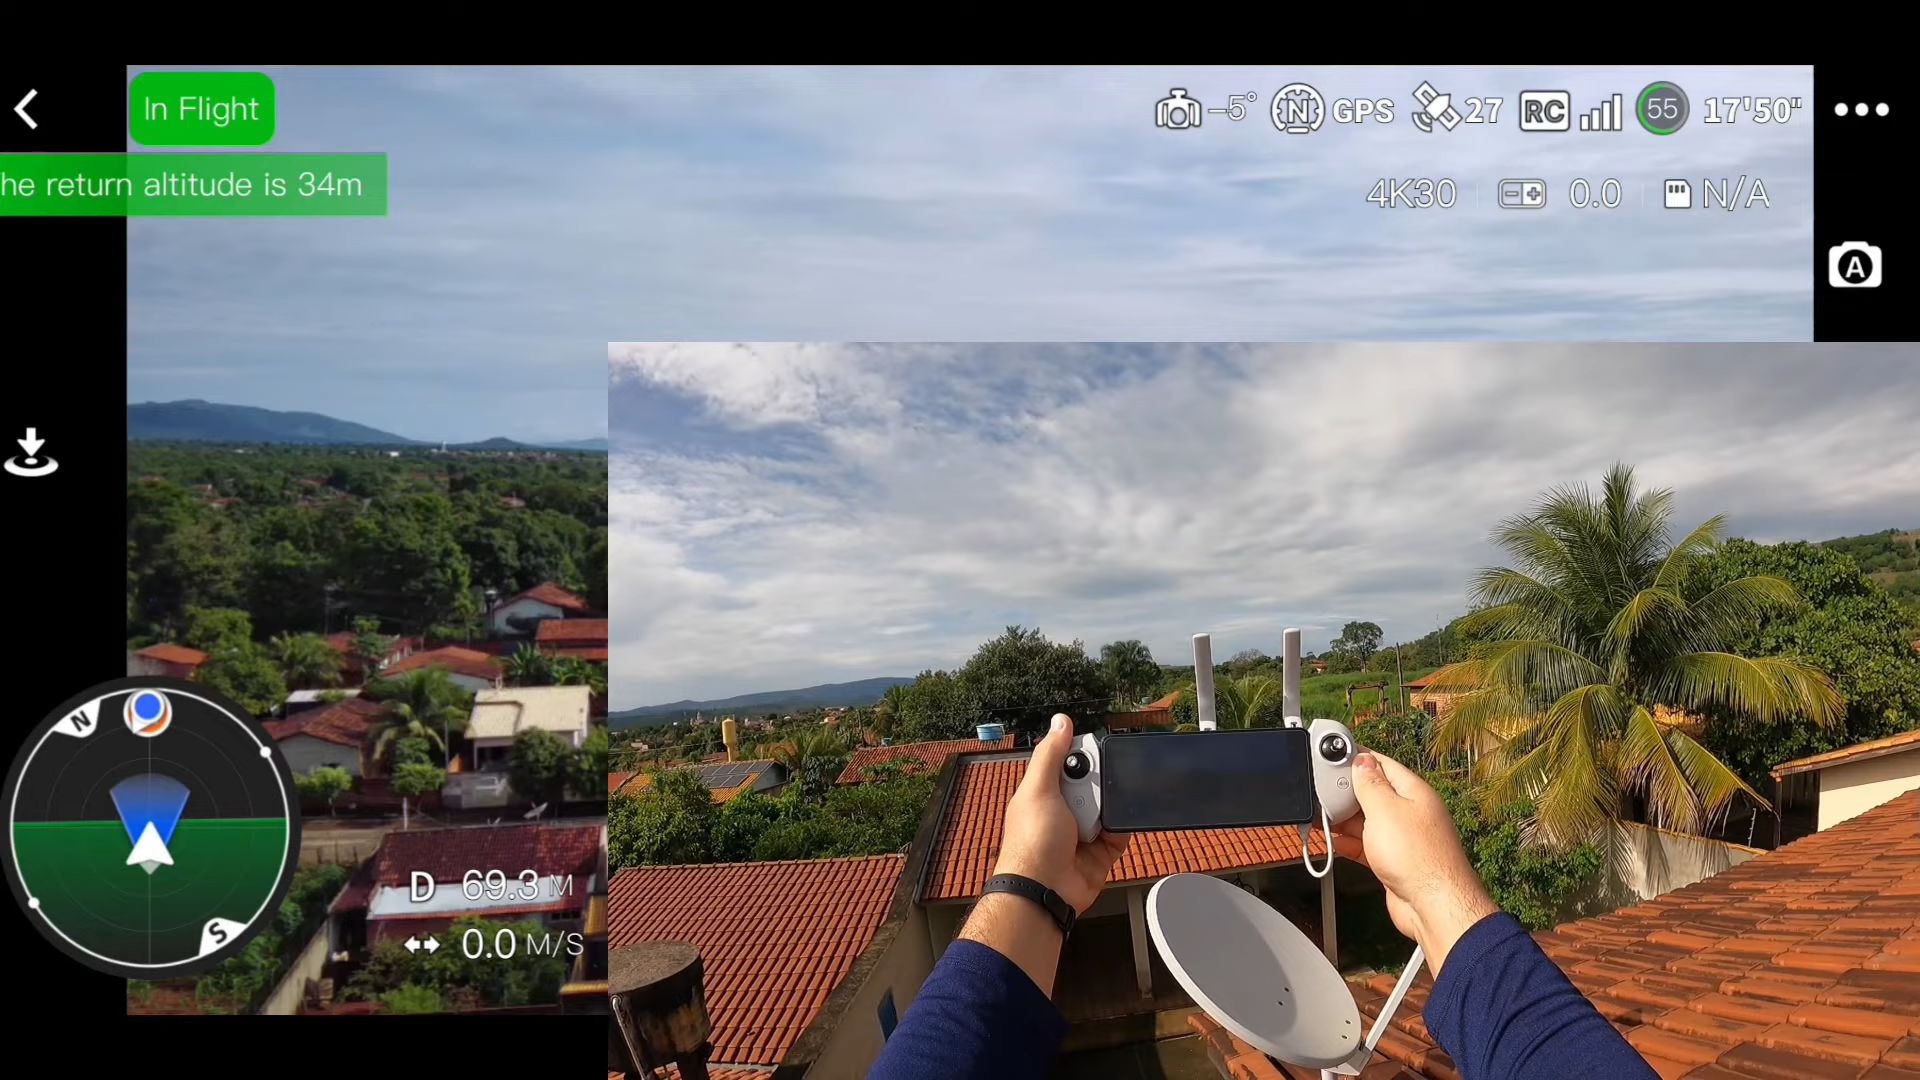 In Flight
-5° N GPS 27 RC 55 17'50"
he return altitude is 34m
4K30 0.0 N/A
A
N
D 69.3 M
0.0 M/S
S